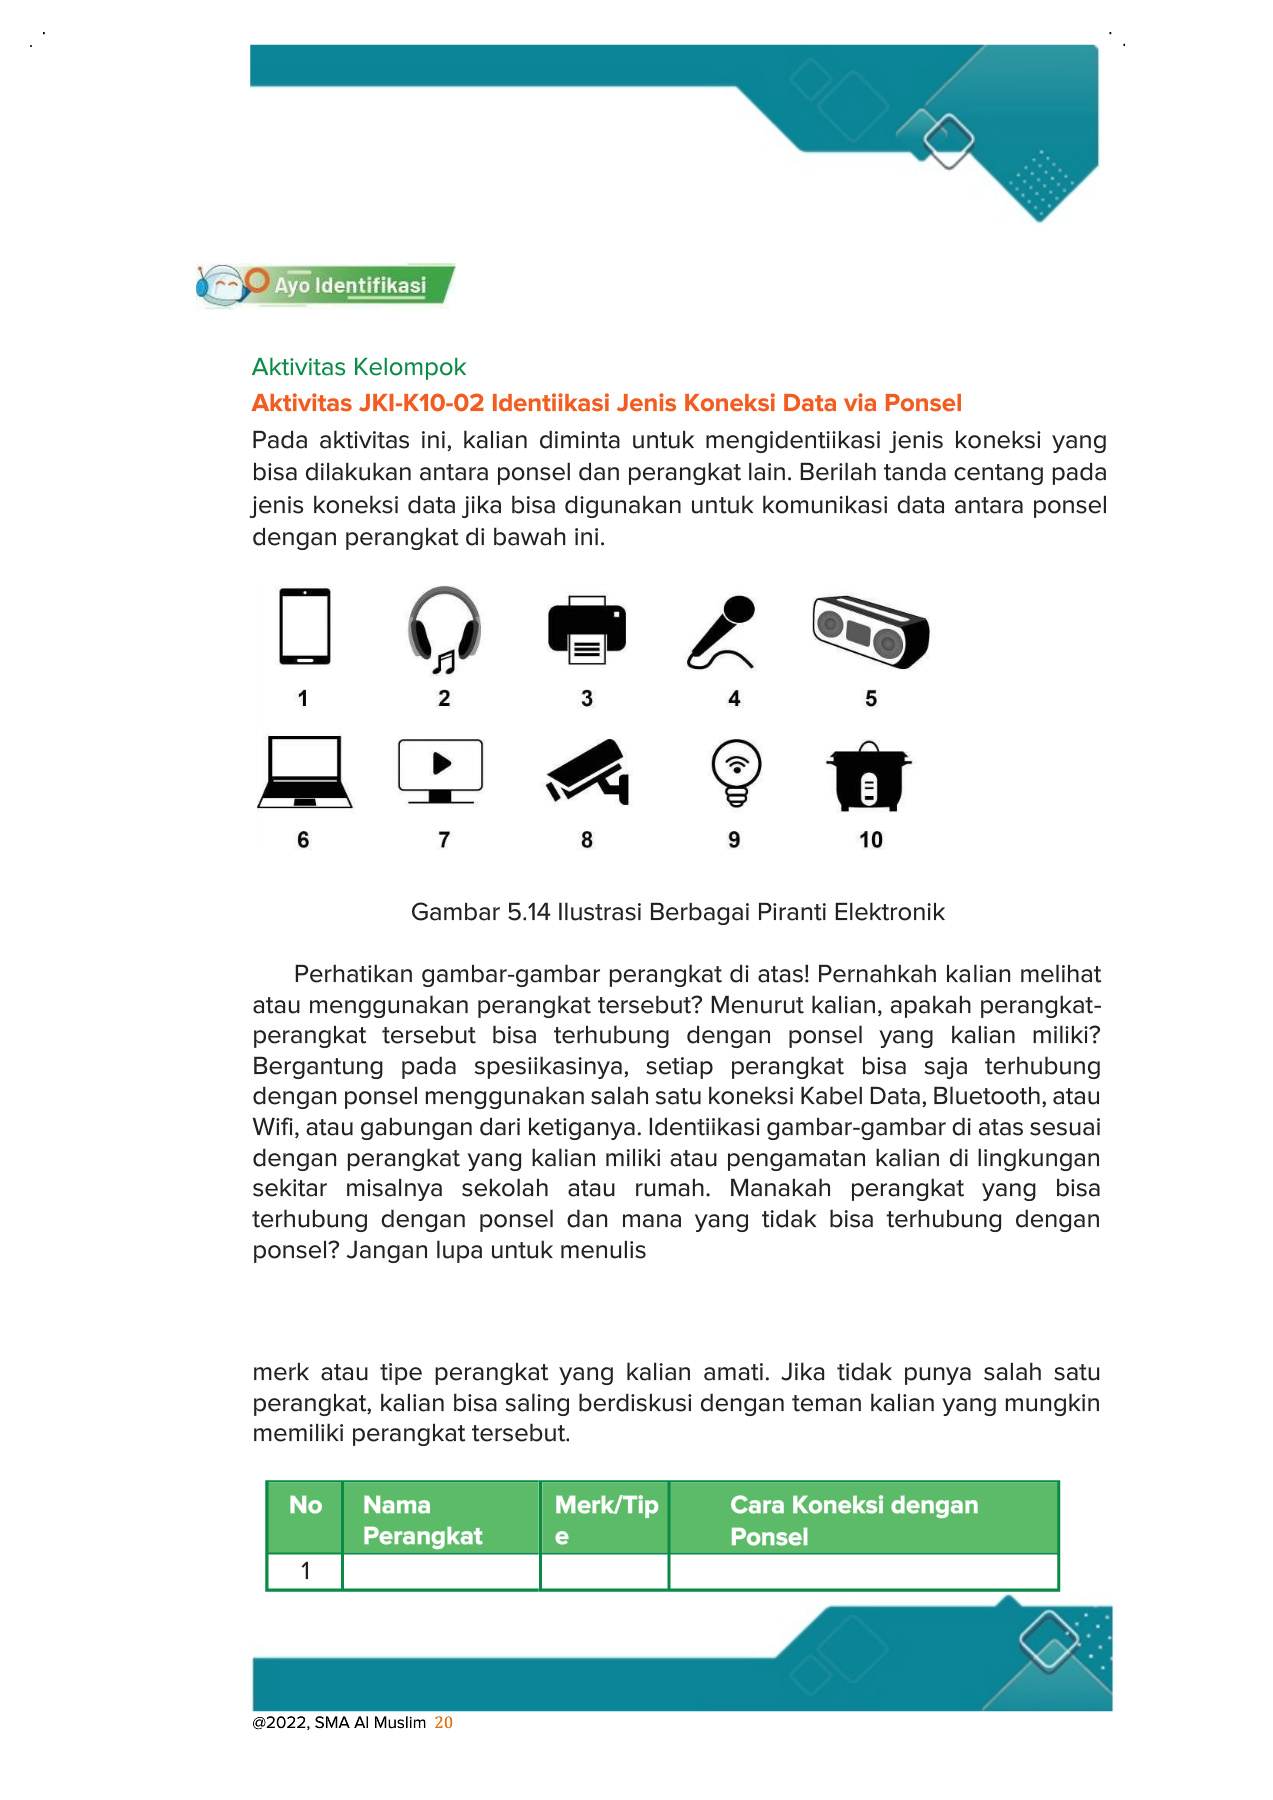 Ayo Identifikasi
Aktivitas Kelompok
Aktivitas JKI-K10-02 Identiikasi Jenis Koneksi Data via Ponsel
Pada aktivitas ini, kalian diminta untuk mengidentiikasi jenis koneksi yang
bisa dilakukan antara ponsel dan perangkat lain. Berilah tanda centang pada
jenis koneksi data jika bisa digunakan untuk komunikasi data antara ponsel
dengan perangkat di bawah ini.
1 2 3 4 5
6 7 8 9 10
Gambar 5.14 Ilustrasi Berbagai Piranti Elektronik
Perhatikan gambar-gambar perangkat di atas! Pernahkah kalian melihat
atau menggunakan perangkat tersebut? Menurut kalian, apakah perangkat-
perangkat tersebut bisa terhubung dengan ponsel yang kalian miliki?
Bergantung pada spesiikasinya, setiap perangkat bisa saja terhubung
dengan ponsel menggunakan salah satu koneksi Kabel Data, Bluetooth, atau
Wifi, atau gabungan dari ketiganya. Identiikasi gambar-gambar di atas sesuai
dengan perangkat yang kalian miliki atau pengamatan kalian di lingkungan
sekitar misalnya sekolah atau rumah. Manakah perangkat yang bisa
terhubung dengan ponsel dan mana yang tidak bisa terhubung dengan
ponsel? Jangan lupa untuk menulis
merk atau tipe perangkat yang kalian amati. Jika tidak punya salah satu
perangkat, kalian bisa saling berdiskusi dengan teman kalian yang mungkin
memiliki perangkat tersebut.
No Nama Merk/Tip Cara Koneksi dengan
Perangkat e Ponsel
1
@2022, SMA Al Muslim 20